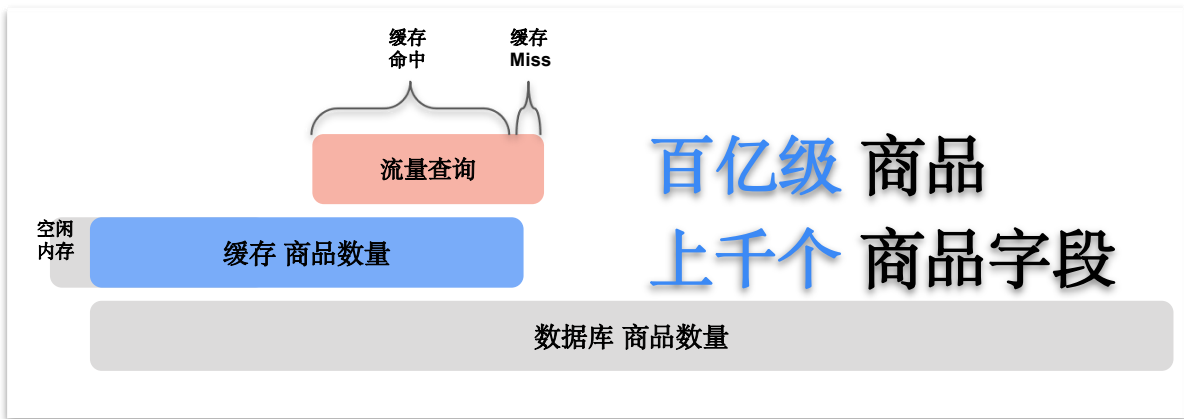 缓存
命中
缓存
Miss
流量查询
百亿级 商品
空闲
内存
缓存 商品数量
上千个 商品字段
数据库 商品数量